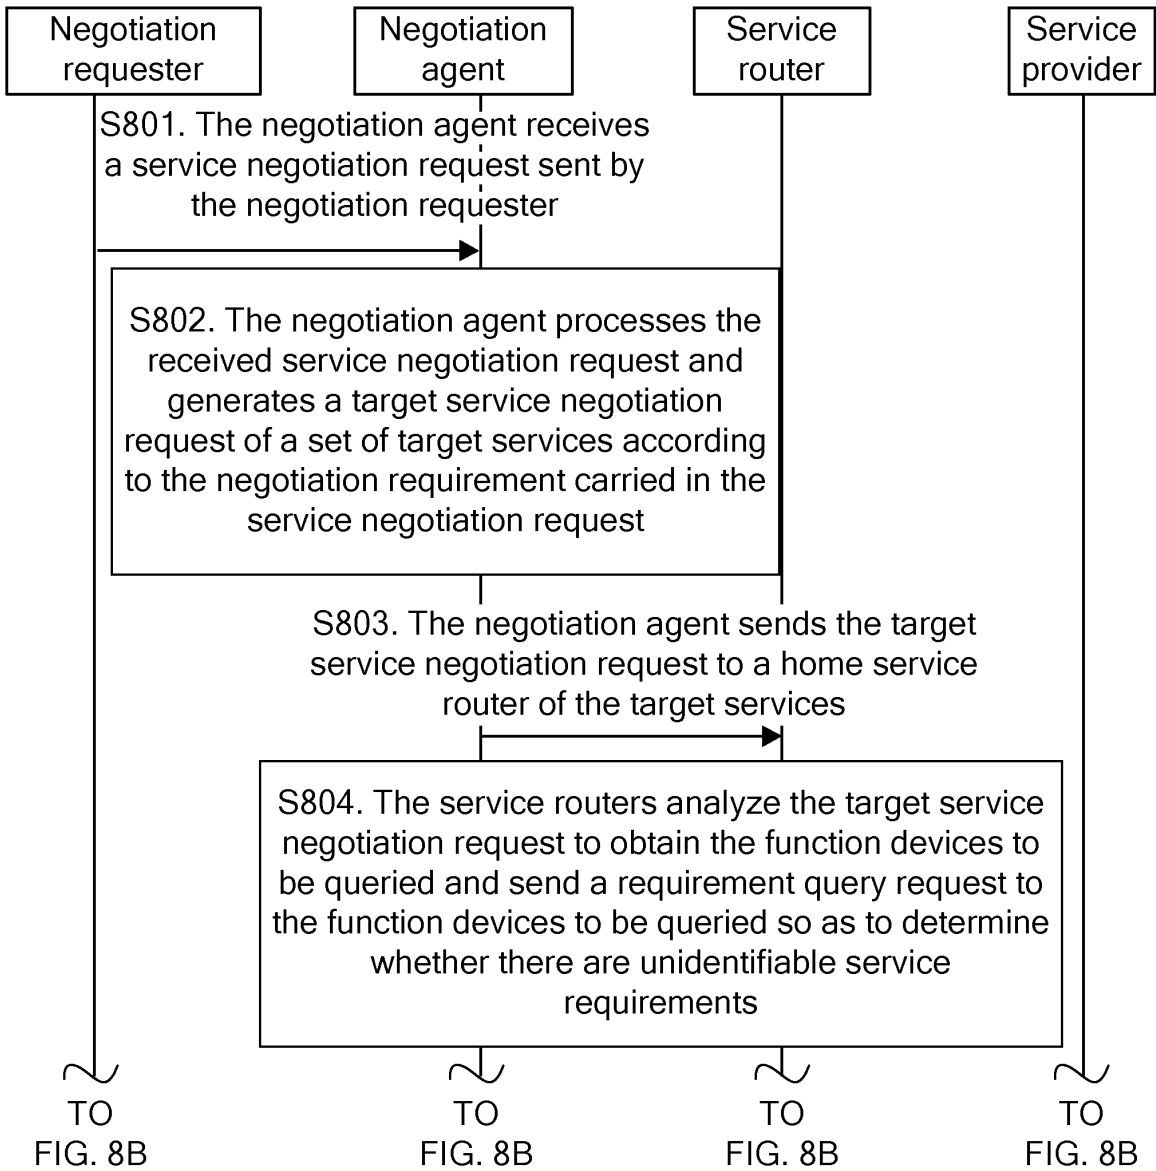 Negotiation
requester
Negotiation
agent
Service
router
Service
provider
S801. The negotiation agent receives
a service negotiation request sent by
the negotiation requester
S802. The negotiation agent processes the
received service negotiation request and
generates a target service negotiation
request of a set of target services according
to the negotiation requirement carried in the
service negotiation request
S803. The negotiation agent sends the target
service negotiation request to a home service
router of the target services
S804. The service routers analyze the target service
negotiation request to obtain the function devices to
be queried and send a requirement query request to
the function devices to be queried so as to determine
whether there are unidentifiable service
requirements
TO
FIG. 8B
TO
FIG. 8B
TO
FIG. 8B
TO
FIG. 8B